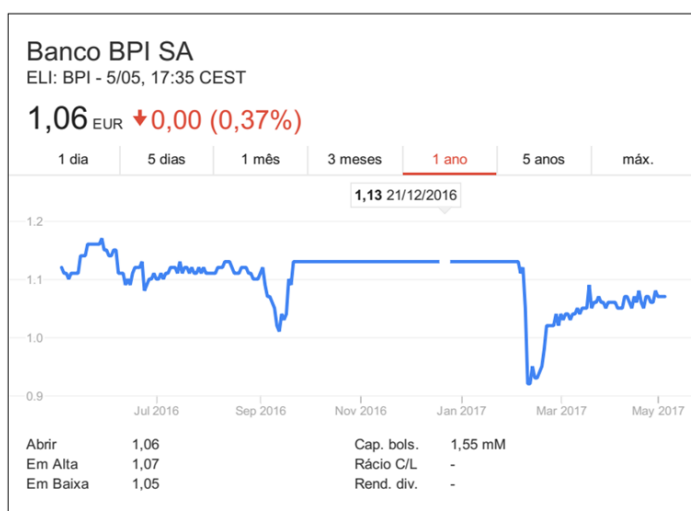 Banco BPI SA
ELI: BPI - 5/05, 17:35 CEST
1,06 EUR 0,00 (0,37%)
1 dia 5 dias 1 mês 3 meses 1 ano 5 anos máx.
1,13 21/12/2016
1.2
1.1
1.0
0.9
Jul 2016 Sep 2016 Nov 2016 Jan 2017 Mar 2017 May 2017
Abrir 1,06 Cap. bols. 1,55 mM
Em Alta 1,07 Rácio C/L -
Em Baixa 1,05 Rend. div. -